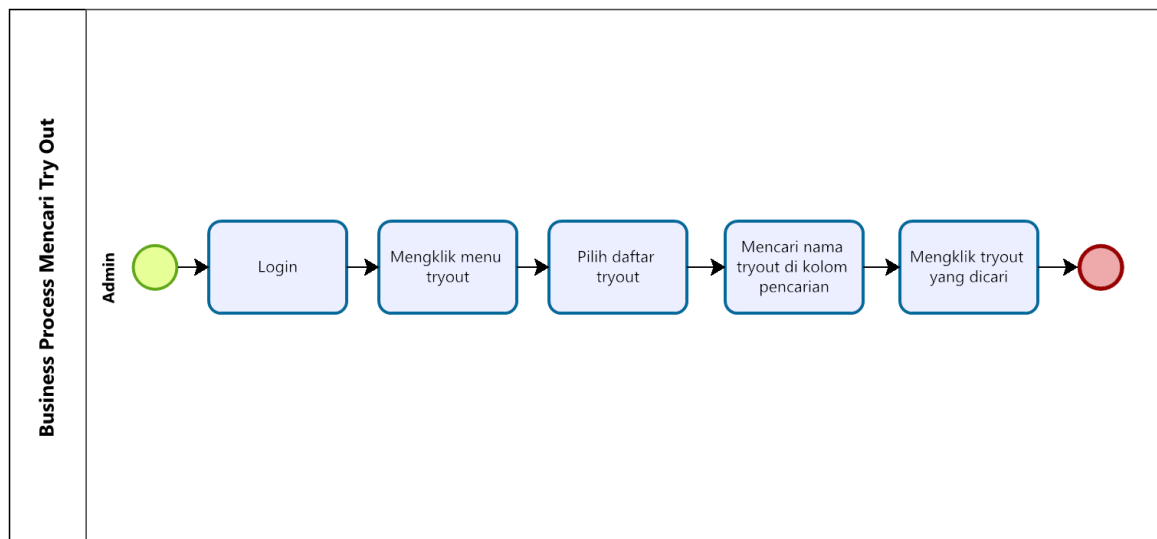 Business Process Mencari Try Out
Admin
Login
Mengklik menu
tryout
Pilih daftar
tryout
Mencari nama
tryout di kolom
pencarian
Mengklik tryout
yang dicari